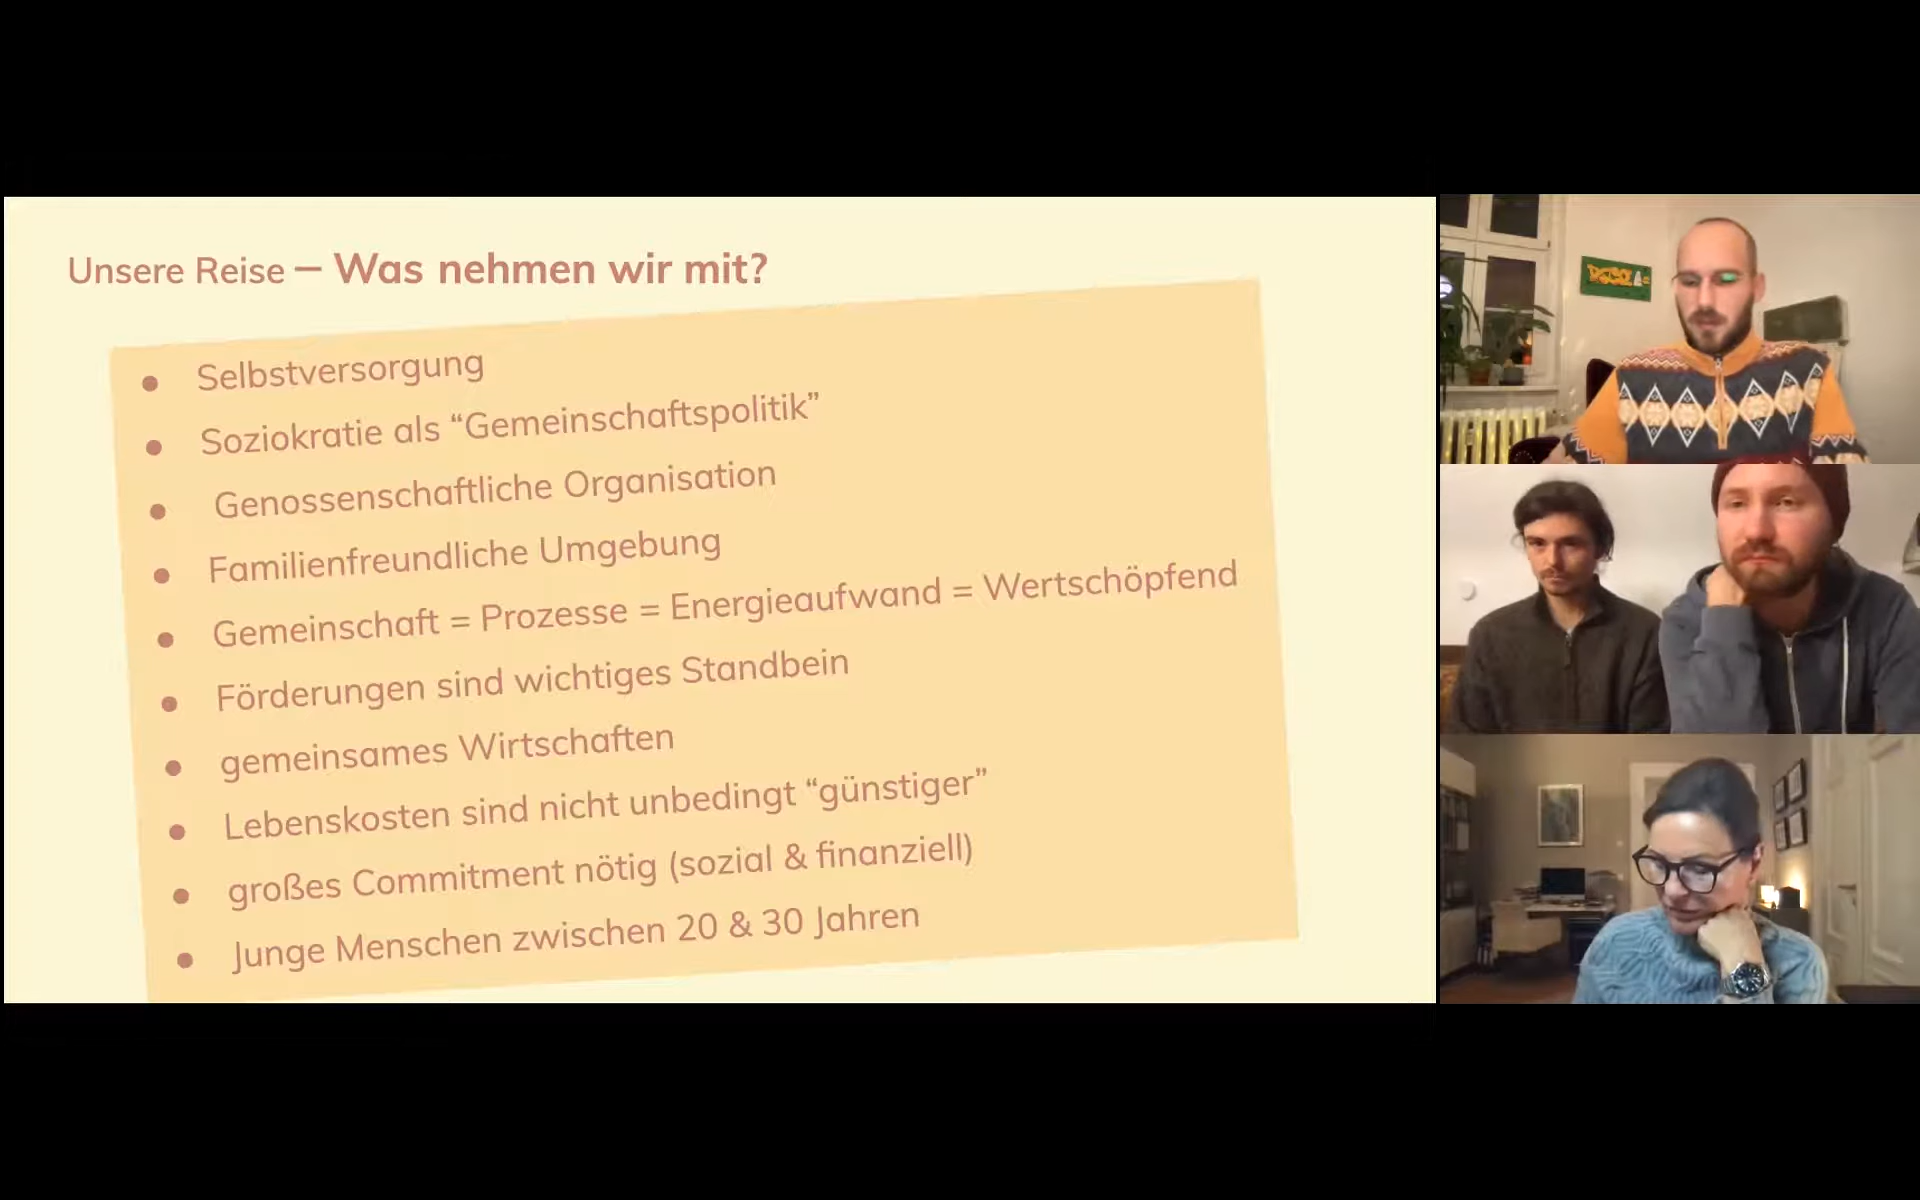 Unsere Reise – Was nehmen wir mit?
● Selbstversorgung
● Soziokratie als “Gemeinschaftspolitik”
● Genossenschaftliche Organisation
● Familienfreundliche Umgebung
● Gemeinschaft = Prozesse = Energieaufwand = Wertschöpfend
● Förderungen sind wichtiges Standbein
● gemeinsames Wirtschaften
● Lebenskosten sind nicht unbedingt “günstiger”
● großes Commitment nötig (sozial & finanziell)
● Junge Menschen zwischen 20 & 30 Jahren